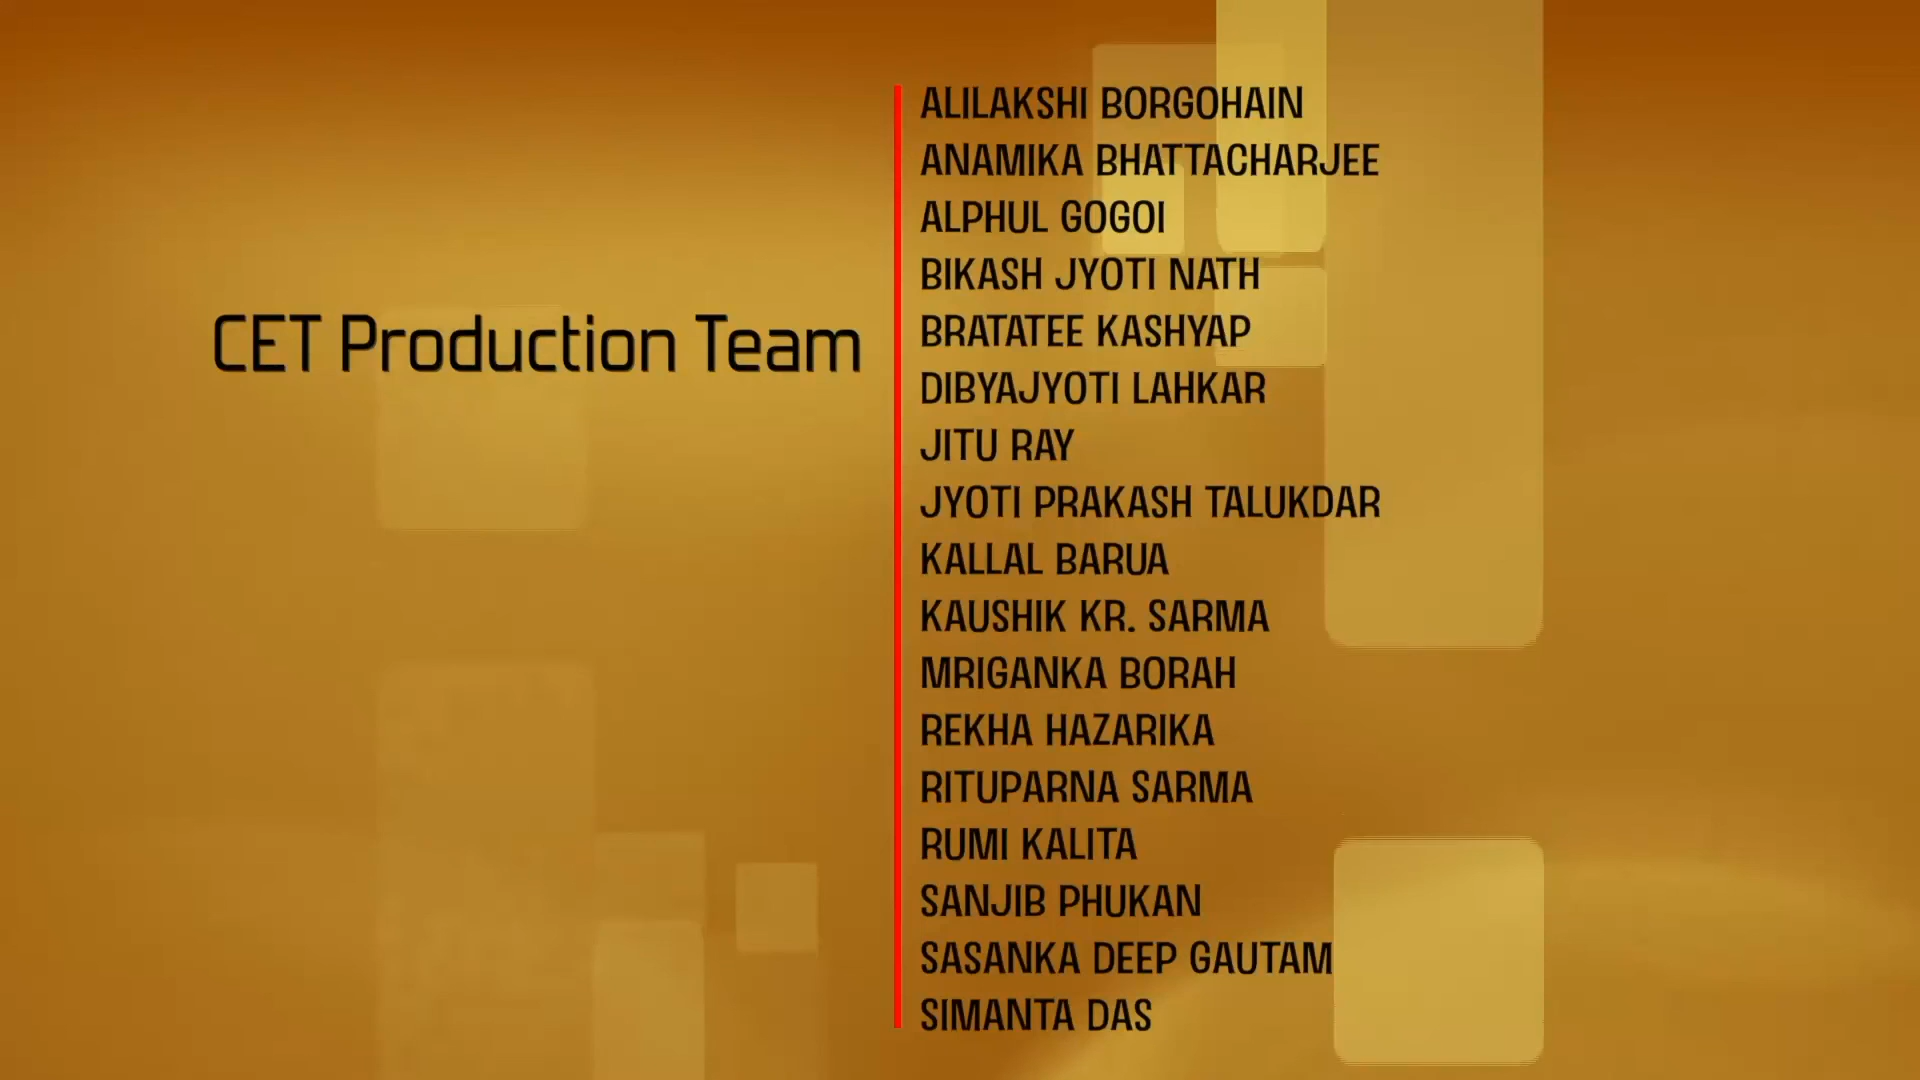 CET Production Team
ALILAKSHI BORGOHAIN
ANAMIKA BHATTACHARJEE
ALPHUL GOGOI
BIKASH JYOTI NATH
BRATATEE KASHYAP
DIBYAJYOTI LAHKAR
JITU RAY
JYOTI PRAKASH TALUKDAR
KALLAL BARUA
KAUSHIK KR. SARMA
MRIGANKA BORAH
REKHA HAZARIKA
RITUPARNA SARMA
RUMI KALITA
SANJIB PHUKAN
SASANKA DEEP GAUTAM
SIMANTA DAS